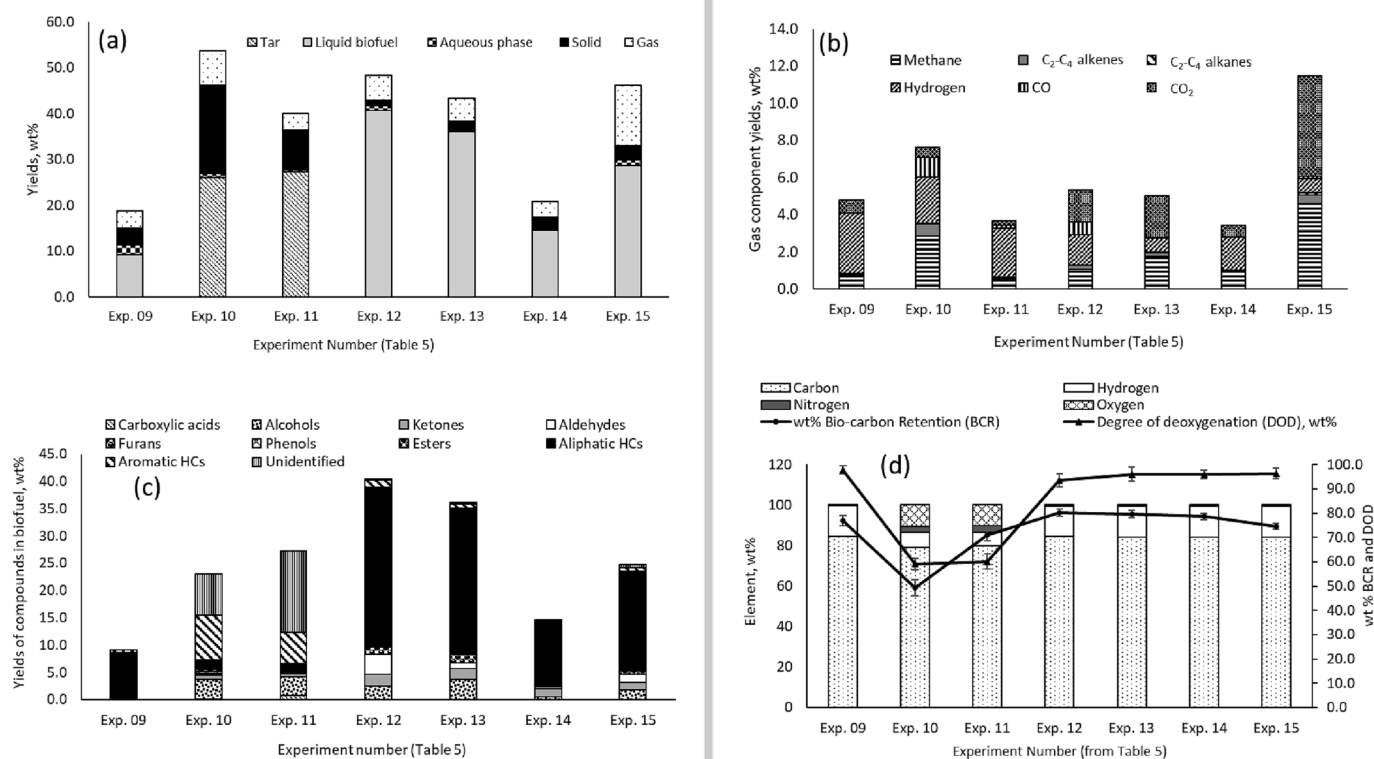 (a)
Tar Liquid biofuel Aqueous phase Solid Gas
Yields, wt%
60.0
50.0
40.0
30.0
20.0
10.0
0.0
Exp. 09 Exp. 10 Exp. 11 Exp. 12 Exp. 13 Exp. 14 Exp. 15
Experiment Number (Table 5)
(b)
Methane C2-C4 alkenes C2-C4 alkanes
Hydrogen CO CO2
Gas component yields, wt%
14.0
12.0
10.0
8.0
6.0
4.0
2.0
0.0
Exp. 09 Exp. 10 Exp. 11 Exp. 12 Exp. 13 Exp. 14 Exp. 15
Experiment Number (Table 5)
Carboxylic acids Alcohols Ketones Aldehydes
Furans Phenols Esters Aliphatic HCs
Aromatic HCs Unidentified
(c)
Yields of compounds in biofuel, wt%
45.0
40.0
35.0
30.0
25.0
20.0
15.0
10.0
5.0
0.0
Exp. 09 Exp. 10 Exp. 11 Exp. 12 Exp. 13 Exp. 14 Exp. 15
Experiment number (Table 5)
Carbon Hydrogen
Nitrogen Oxygen
wt% Bio-carbon Retention (BCR) Degree of deoxygenation (DOD), wt%
(d)
Element, wt%
120
100
80
60
40
20
0
100.0
90.0
80.0
70.0
60.0
50.0
40.0
30.0
20.0
10.0
0.0
wt % BCR and DOD
Exp. 09 Exp. 10 Exp. 11 Exp. 12 Exp. 13 Exp. 14 Exp. 15
Experiment Number (from Table 5)